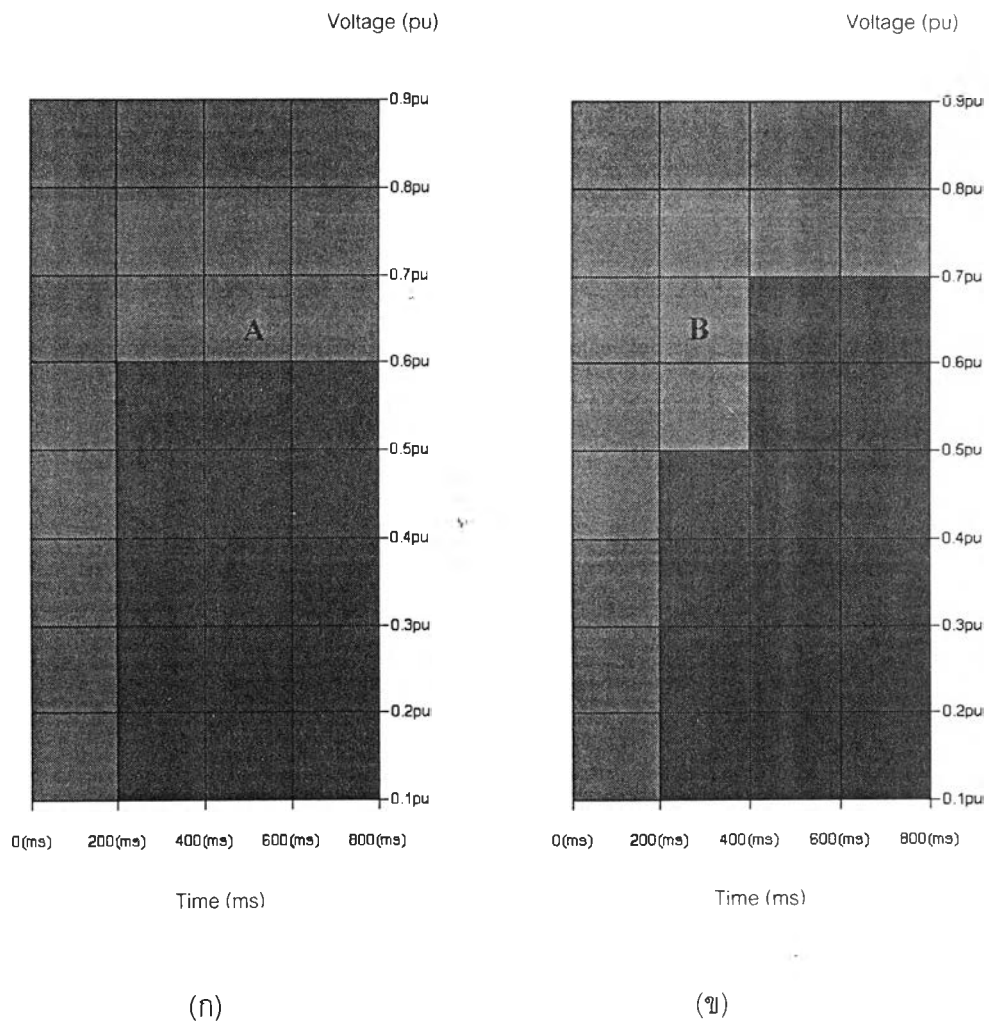 Voltage (pu)
0.9pu
0.8pu
0.7pu
A
0.6pu
0.5pu
0.4pu
0.3pu
0.2pu
0.1pu
0(ms) 200(ms) 400(ms) 600(ms) 800(ms)
Time (ms)
(ก)
Voltage (pu)
0.9pu
0.8pu
0.7pu
B
0.6pu
0.5pu
0.4pu
0.3pu
0.2pu
0.1pu
0(ms) 200(ms) 400(ms) 600(ms) 800(ms)
Time (ms)
(ข)